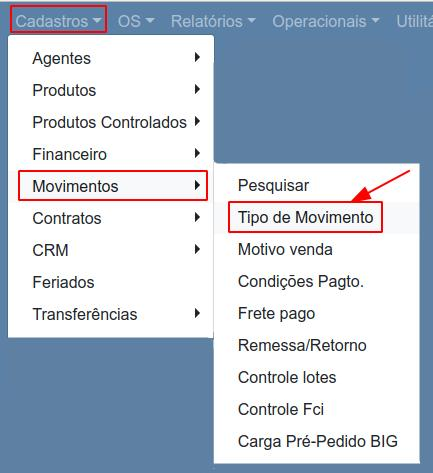 Cadastros OS Relatórios Operacionais Utilitá
Agentes
Produtos
Produtos Controlados
Financeiro
Movimentos
Contratos
CRM
Feriados
Transferências
Pesquisar
Tipo de Movimento
Motivo venda
Condições Pagto.
Frete pago
Remessa/Retorno
Controle lotes
Controle Fci
Carga Pré-Pedido BIG